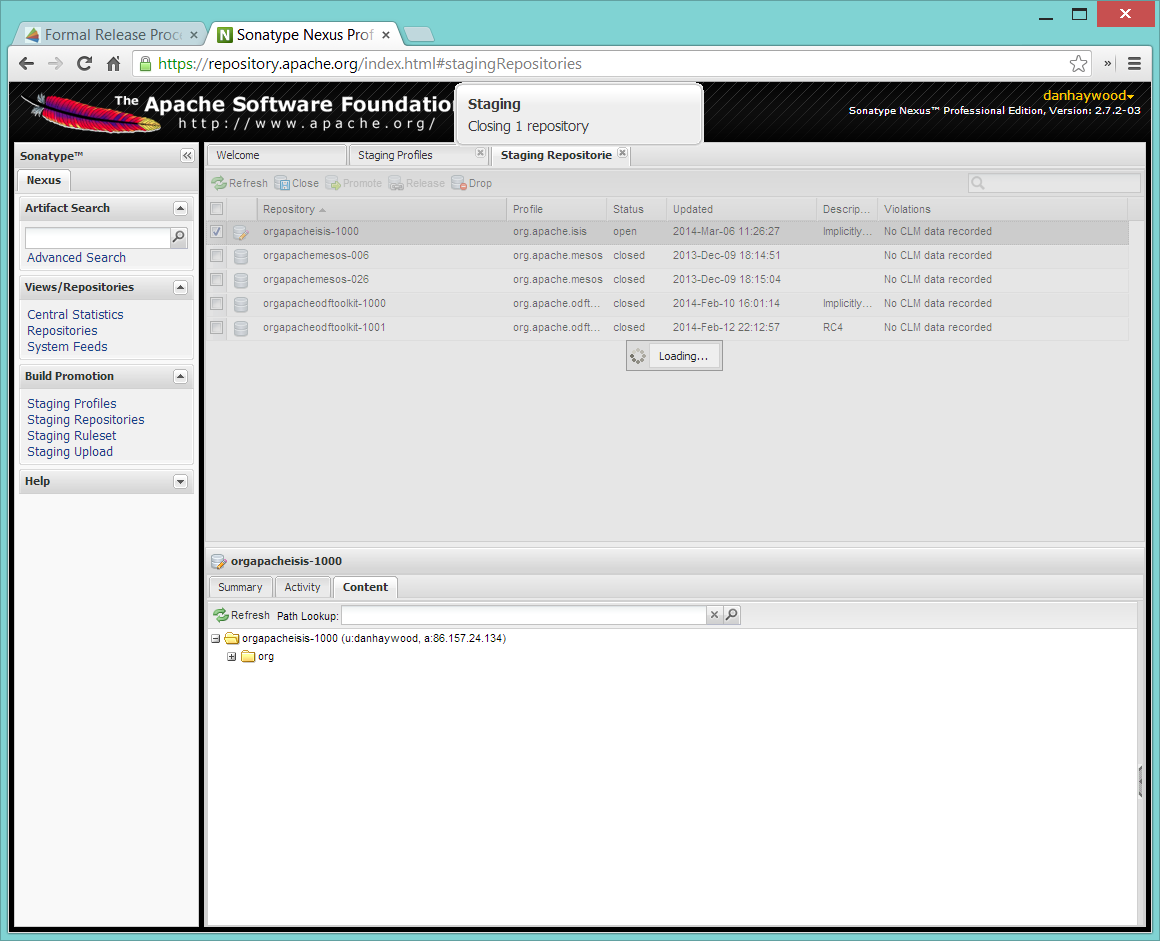 Formal Release Proc
Sonatype Nexus Prof
https://repository.apache.org/index.html#stagingRepositories
The Apache Software Foundation
http://www.apache.org/
Staging
Closing 1 repository
danhaywood
Sonatype Nexus™ Professional Edition, Version: 2.7.2-03
Sonatype™
Nexus
Artifact Search
Advanced Search
Views/Repositories
Central Statistics
Repositories
System Feeds
Build Promotion
Staging Profiles
Staging Repositories
Staging Ruleset
Staging Upload
Help
Welcome Staging Profiles Staging Repositorie
Refresh Close Promote Release Drop
Repository Profile Status Updated Descrip... Violations
orgapacheisis-1000 org.apache.isis open 2014-Mar-06 11:26:27 Implicitly... No CLM data recorded
orgapachemesos-006 org.apache.mesos closed 2013-Dec-09 18:14:51 No CLM data recorded
orgapachemesos-026 org.apache.mesos closed 2013-Dec-09 18:15:04 No CLM data recorded
orgapacheodftoolkit-1000 org.apache.odft... closed 2014-Feb-10 16:01:14 Implicitly... No CLM data recorded
orgapacheodftoolkit-1001 org.apache.odft... closed 2014-Feb-12 22:12:57 RC4 No CLM data recorded
Loading...
orgapacheisis-1000
Summary Activity Content
Refresh Path Lookup:
orgapacheisis-1000 (u:danhaywood, a:86.157.24.134)
org